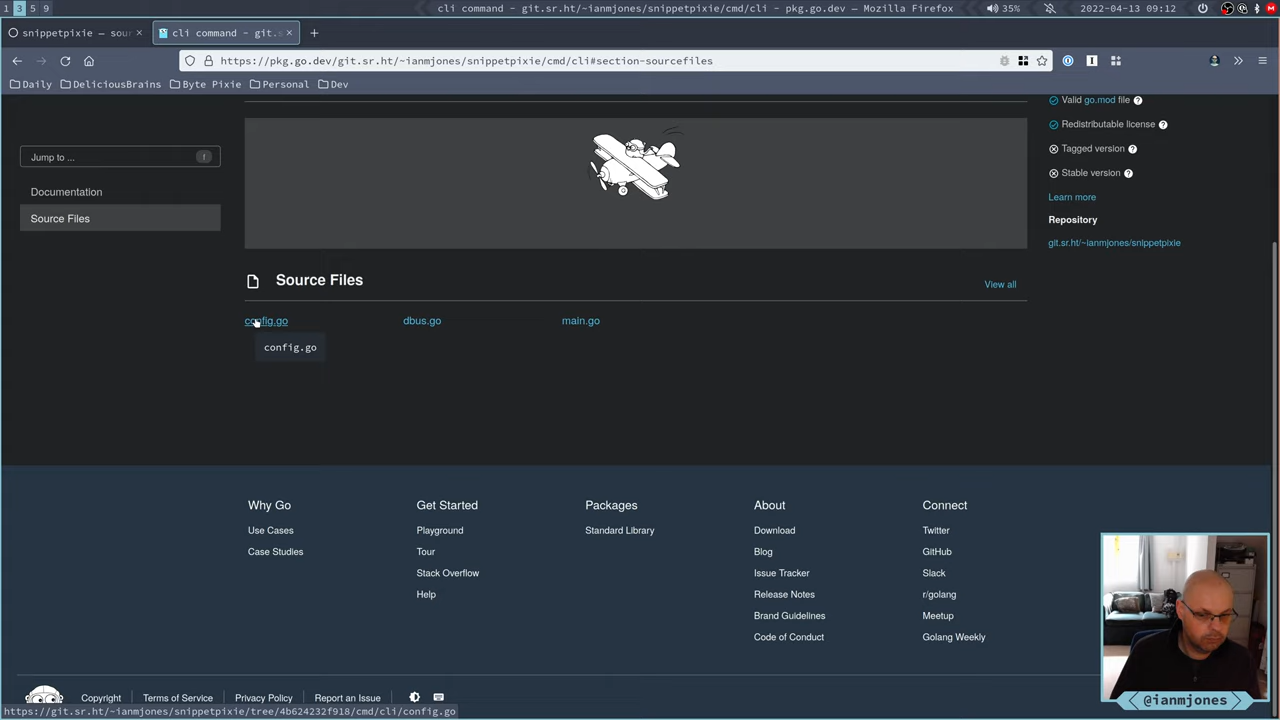 1 3 5 9
cli command - git.sr.ht/~ianmjones/snippetpixie/cmd/cli - pkg.go.dev — Mozilla Firefox
35%
2022-04-13 09:12
snippetpixie — sour
cli command - git.s
https://pkg.go.dev/git.sr.ht/~ianmjones/snippetpixie/cmd/cli#section-sourcefiles
Daily
DeliciousBrains
Byte Pixie
Personal
Dev
Jump to ...
f
Documentation
Source Files
Valid go.mod file
Redistributable license
Tagged version
Stable version
Learn more
Repository
git.sr.ht/~ianmjones/snippetpixie
Source Files
View all
config.go
dbus.go
main.go
config.go
Why Go
Use Cases
Case Studies
Get Started
Playground
Tour
Stack Overflow
Help
Packages
Standard Library
About
Download
Blog
Issue Tracker
Release Notes
Brand Guidelines
Code of Conduct
Connect
Twitter
GitHub
Slack
r/golang
Meetup
Golang Weekly
Copyright
Terms of Service
Privacy Policy
Report an Issue
https://git.sr.ht/~ianmjones/snippetpixie/tree/4b624232f918/cmd/cli/config.go
@ianmjones